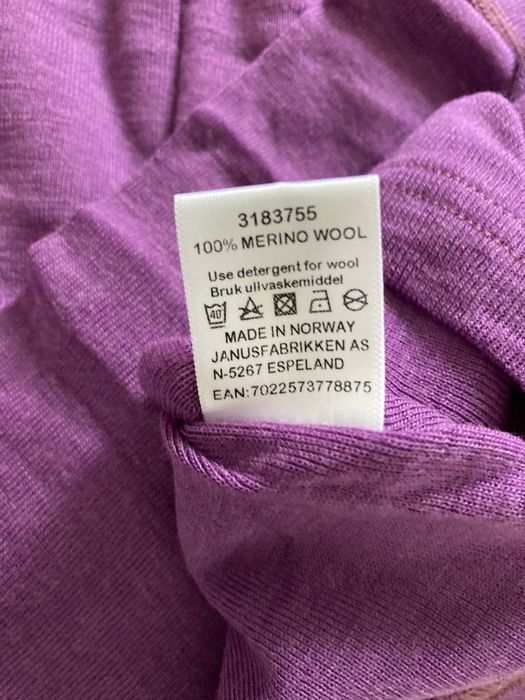 3183755
100% MERINO WOOL
Use detergent for wool
Bruk ullvaskemiddel
40
MADE IN NORWAY
JANUSFABRIKKEN AS
N-5267 ESPELAND
EAN:7022573778875